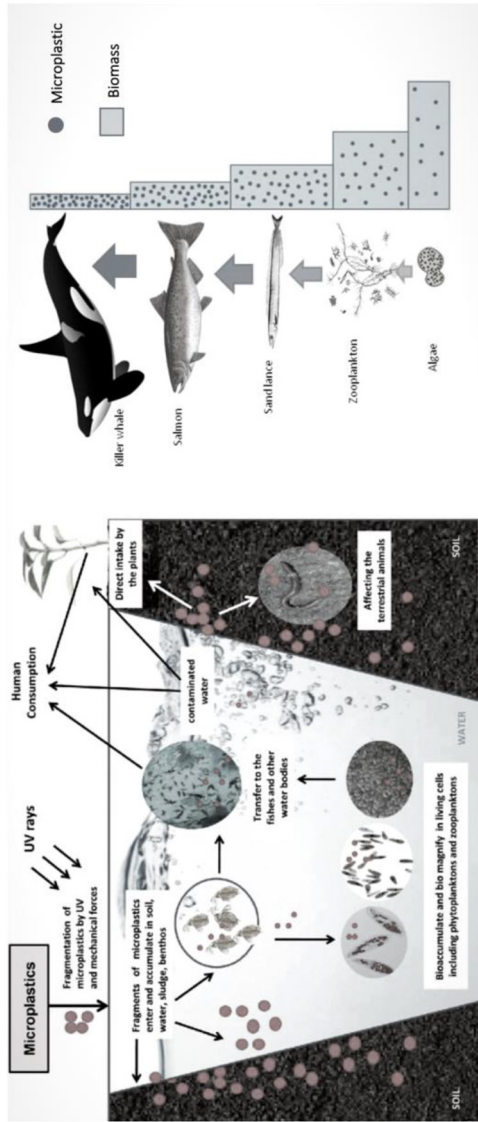 Microplastics
Fragmentation of
microplastics by UV
and mechanical forces
UV rays
Human
Consumption
Fragments of microplastics
enter and accumulate in soil,
water, sludge, benthos
contaminated
water
Direct intake by
the plants
Transfer to the
fishes and other
water bodies
Affecting the
terrestrial animals
Bioaccumulate and bio magnify in living cells
including phytoplanktons and zooplanktons
SOIL
WATER
SOIL
Killer whale
Salmon
Sand lance
Zooplankton
Algae
Microplastic
Biomass